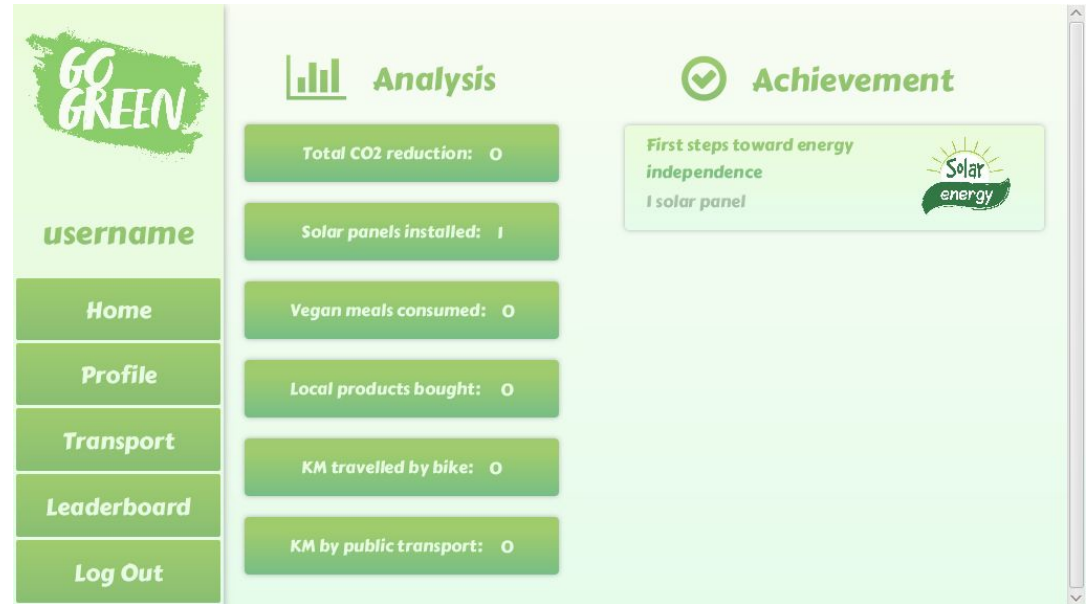 GO
GREEN
username
Home
Profile
Transport
Leaderboard
Log Out
Analysis
Total CO2 reduction: 0
Solar panels installed: 1
Vegan meals consumed: 0
Local products bought: 0
KM travelled by bike: 0
KM by public transport: 0
Achievement
First steps toward energy
independence
1 solar panel
Solar
energy